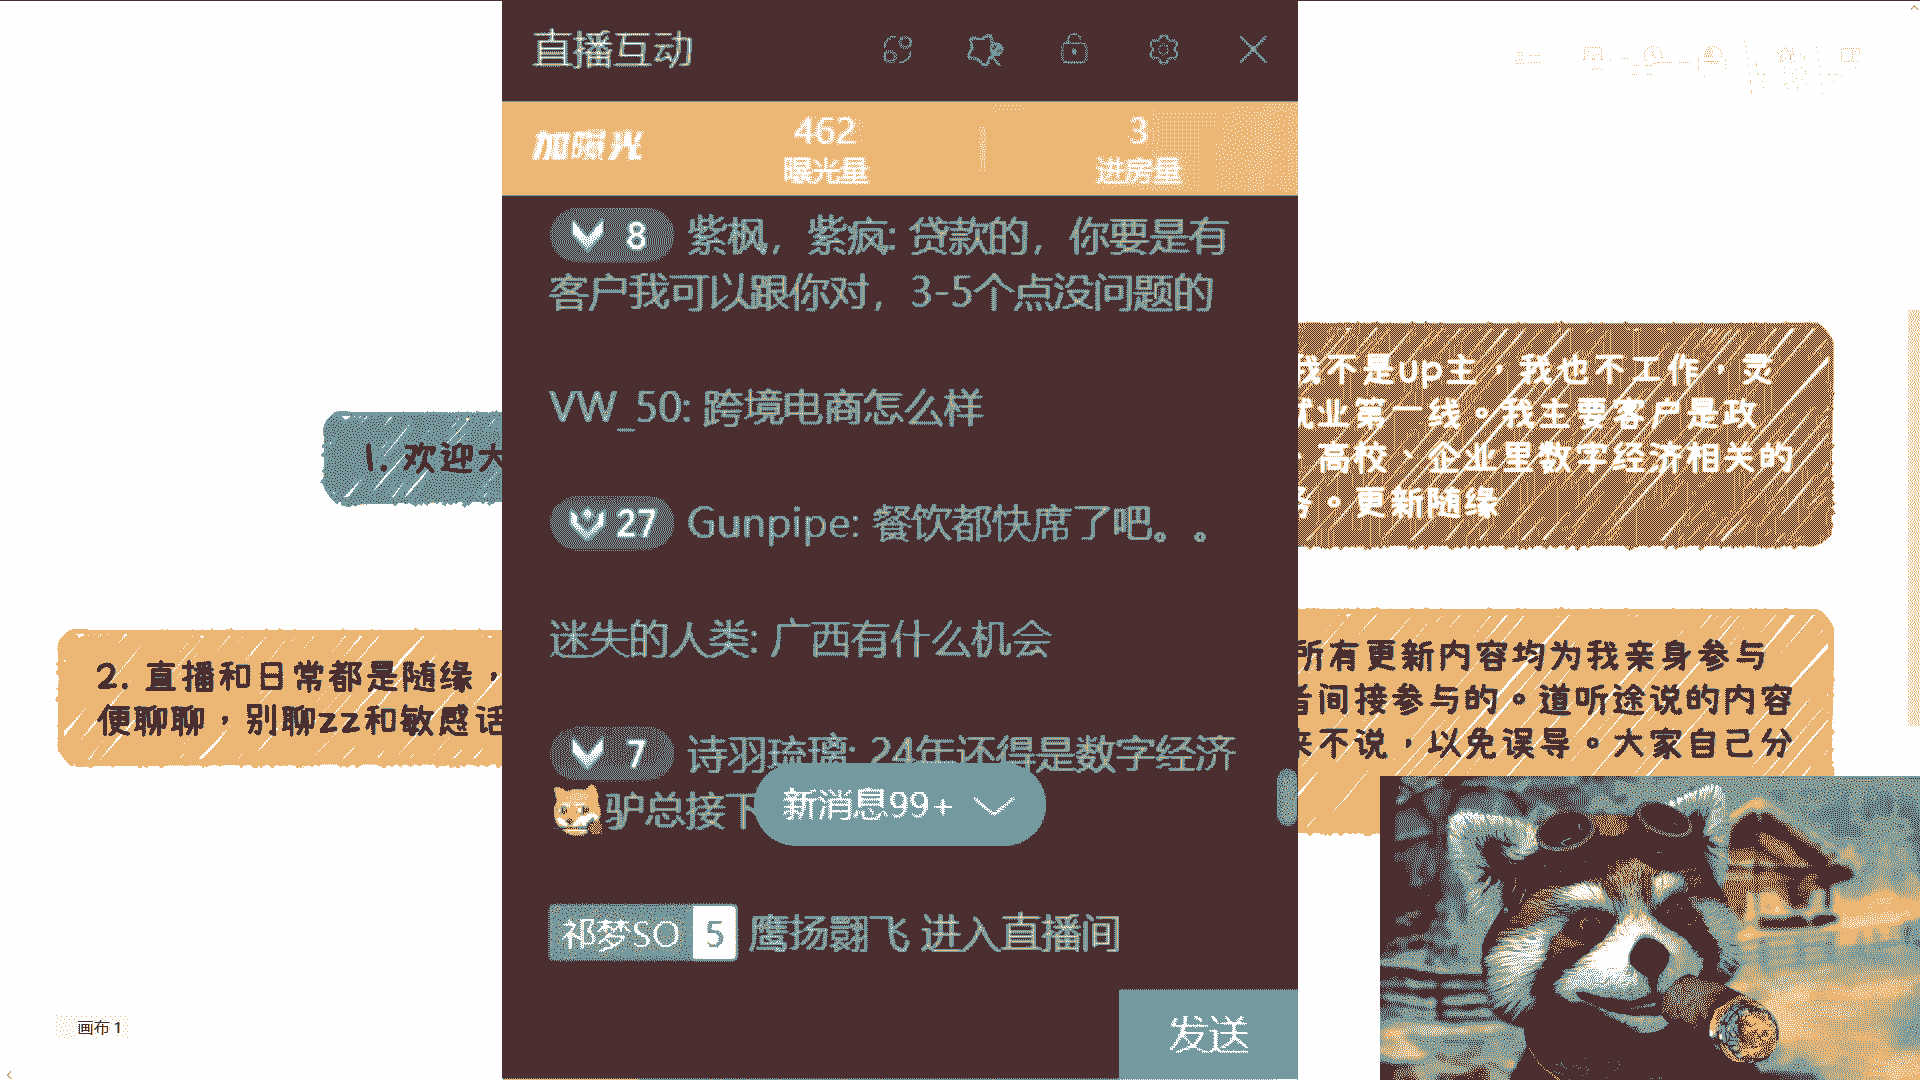 直播互动
加曝光
462
曝光量
3
进房量
8 紫枫，紫疯: 贷款的，你要是有
客户我可以跟你对，3-5个点没问题的
VW_50: 跨境电商怎么样
27 Gunpipe: 餐饮都快席了吧。。
迷失的人类: 广西有什么机会
7 诗羽琉璃: 24年还得是数字经济
驴总接下
新消息99+
祁梦SO 5 鹰扬翾飞 进入直播间
发送
1. 欢迎大
2. 直播和日常都是随缘，
便聊聊，别聊zz和敏感话
我不是up主，我也不工作，灵
就业第一线。我主要客户是政
、高校、企业里数字经济相关的
。更新随缘
所有更新内容均为我亲身参与
者间接参与的。道听途说的内容
来不说，以免误导。大家自己分
画布 1